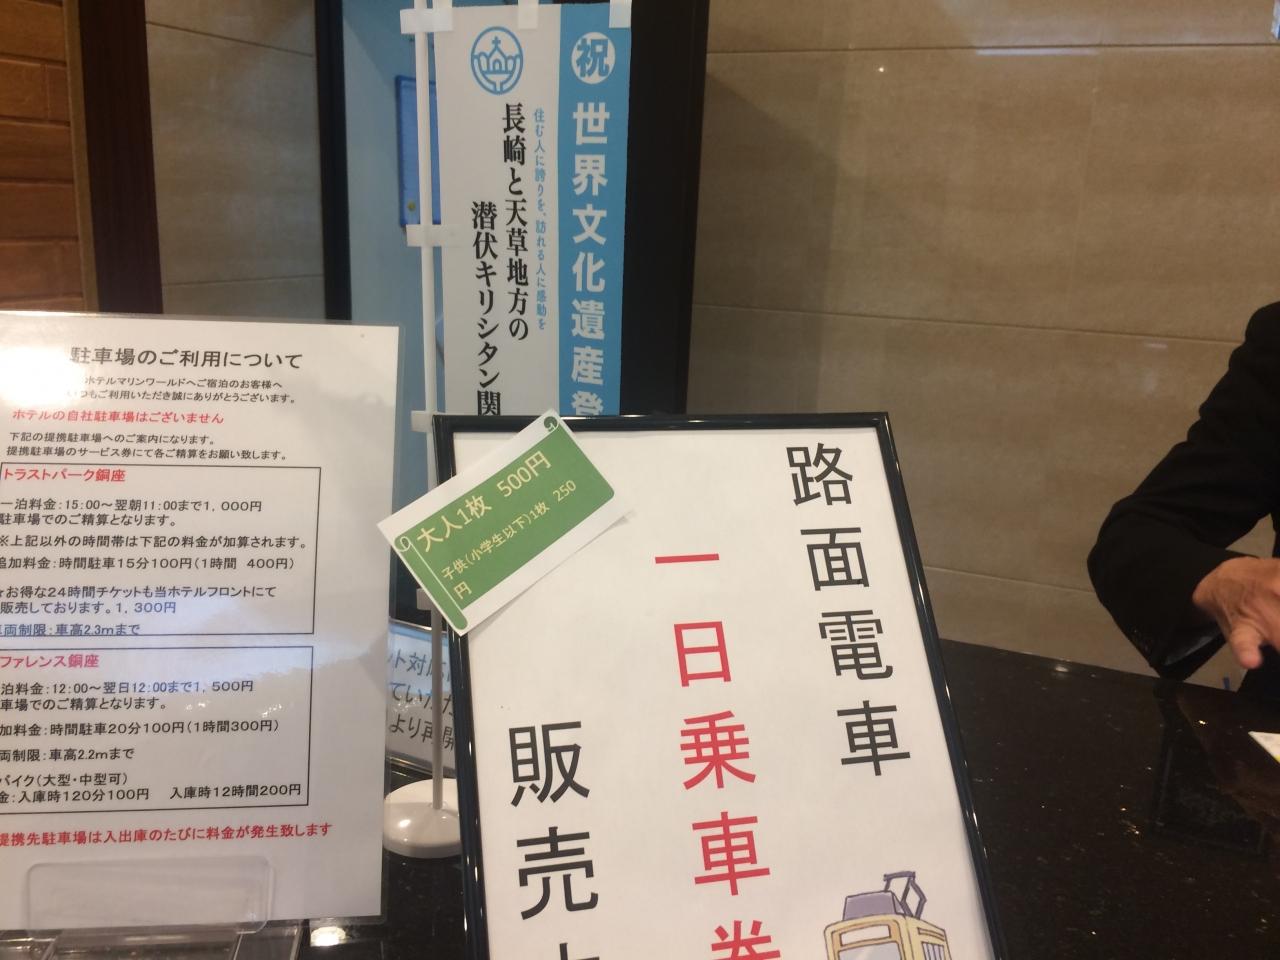 祝 世界文化遺産登
住む人に誇りを、訪れる人に感動を
長崎と天草地方の
潜伏キリシタン関
駐車場のご利用について
ホテルマリンワールドへご宿泊のお客様へ
いつもご利用いただき誠にありがとうございます。
ホテルの自社駐車場はございません
下記の提携駐車場へのご案内になります。
提携駐車場のサービス券にて各ご精算をお願い致します。
トラストパーク銅座
一泊料金:15:00~翌朝11:00まで1,000円
駐車場でのご精算となります。
※上記以外の時間帯は下記の料金が加算されます。
追加料金:時間駐車15分100円(1時間 400円)
お得な24時間チケットも当ホテルフロントにて
販売しております。1,300円
車両制限:車高2.3mまで
ファレンス銅座
泊料金:12:00~翌日12:00まで1,500円
車場でのご精算となります。
加料金:時間駐車20分100円(1時間300円)
両制限:車高2.2mまで
バイク(大型・中型可)
金:入庫時120分100円 入庫時12時間200円
提携先駐車場は入出庫のたびに料金が発生致します
大人1枚 500円
子供(小学生以下)1枚 250
円
路面電車
一日乗車券
販売
ト対応
ていただ
より再開